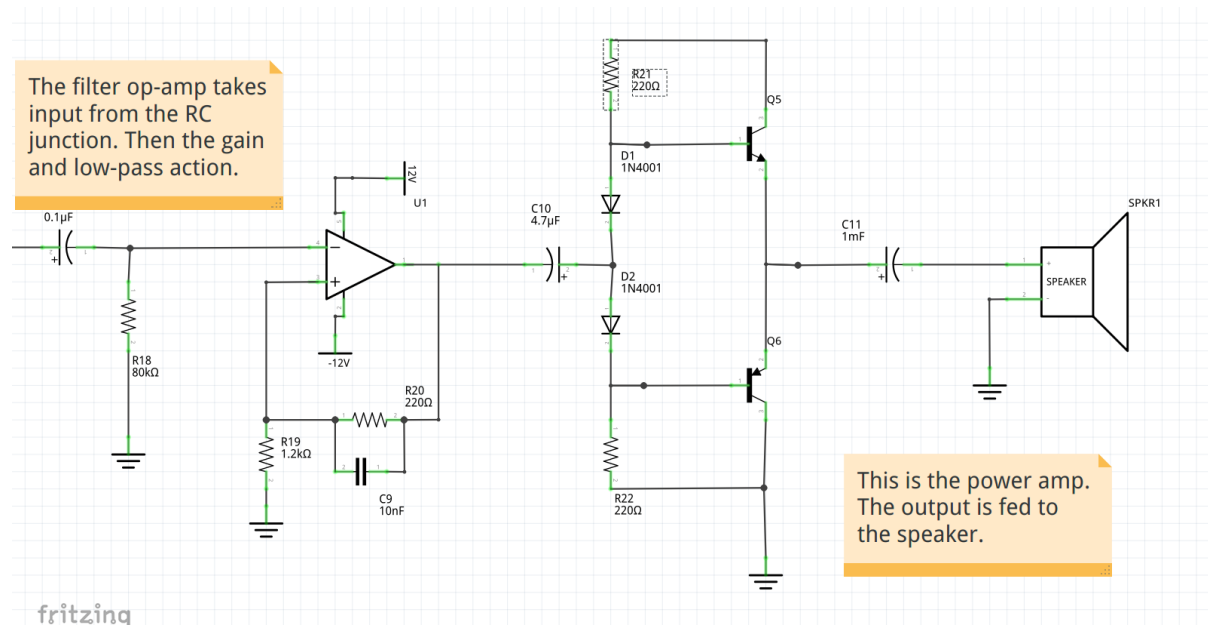 The filter op-amp takes
input from the RC
junction. Then the gain
and low-pass action.
0.1µF
R18
80kΩ
12V
U1
-12V
R20
220Ω
R19
1.2kΩ
C9
10nF
C10
4.7µF
R21
220Ω
D1
1N4001
D2
1N4001
R22
220Ω
Q5
Q6
C11
1mF
SPKR1
SPEAKER
This is the power amp.
The output is fed to
the speaker.
fritzing